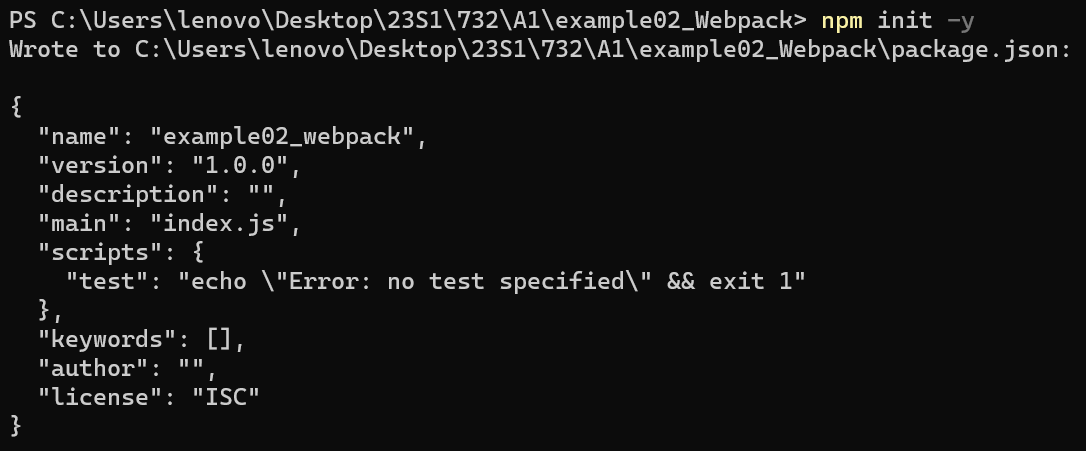 PS C:\Users\lenovo\Desktop\23S1\732\A1\example02_Webpack> npm init -y
Wrote to C:\Users\lenovo\Desktop\23S1\732\A1\example02_Webpack\package.json:

{
  "name": "example02_webpack",
  "version": "1.0.0",
  "description": "",
  "main": "index.js",
  "scripts": {
    "test": "echo \"Error: no test specified\" && exit 1"
  },
  "keywords": [],
  "author": "",
  "license": "ISC"
}